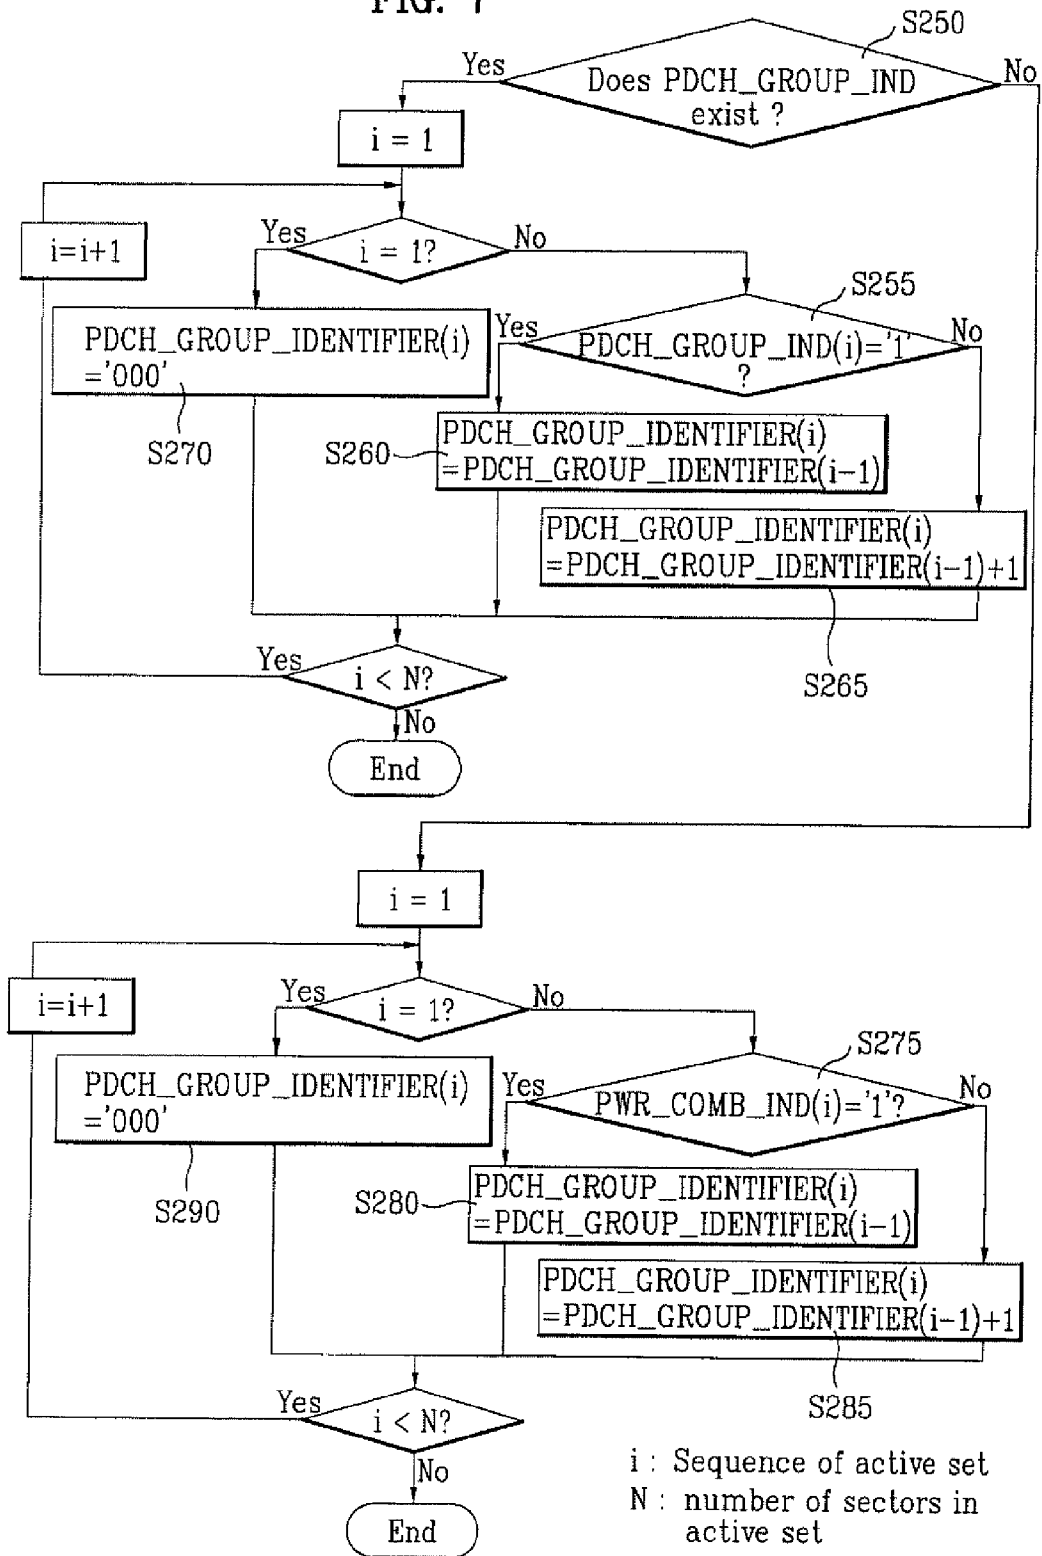 FIG. 7
S250
Yes
Does PDCH_GROUP_IND
exist ?
No
i = 1
i=i+1
Yes
i = 1?
No
S255
PDCH_GROUP_IDENTIFIER(i)
='000'
Yes
PDCH_GROUP_IND(i)='1'
?
No
S270
S260
PDCH_GROUP_IDENTIFIER(i)
=PDCH_GROUP_IDENTIFIER(i-1)
PDCH_GROUP_IDENTIFIER(i)
=PDCH_GROUP_IDENTIFIER(i-1)+1
S265
Yes
i < N?
No
End
i = 1
i=i+1
Yes
i = 1?
No
S275
PDCH_GROUP_IDENTIFIER(i)
='000'
Yes
PWR_COMB_IND(i)='1'?
No
S290
S280
PDCH_GROUP_IDENTIFIER(i)
=PDCH_GROUP_IDENTIFIER(i-1)
PDCH_GROUP_IDENTIFIER(i)
=PDCH_GROUP_IDENTIFIER(i-1)+1
S285
Yes
i < N?
No
End
i : Sequence of active set
N : number of sectors in
active set